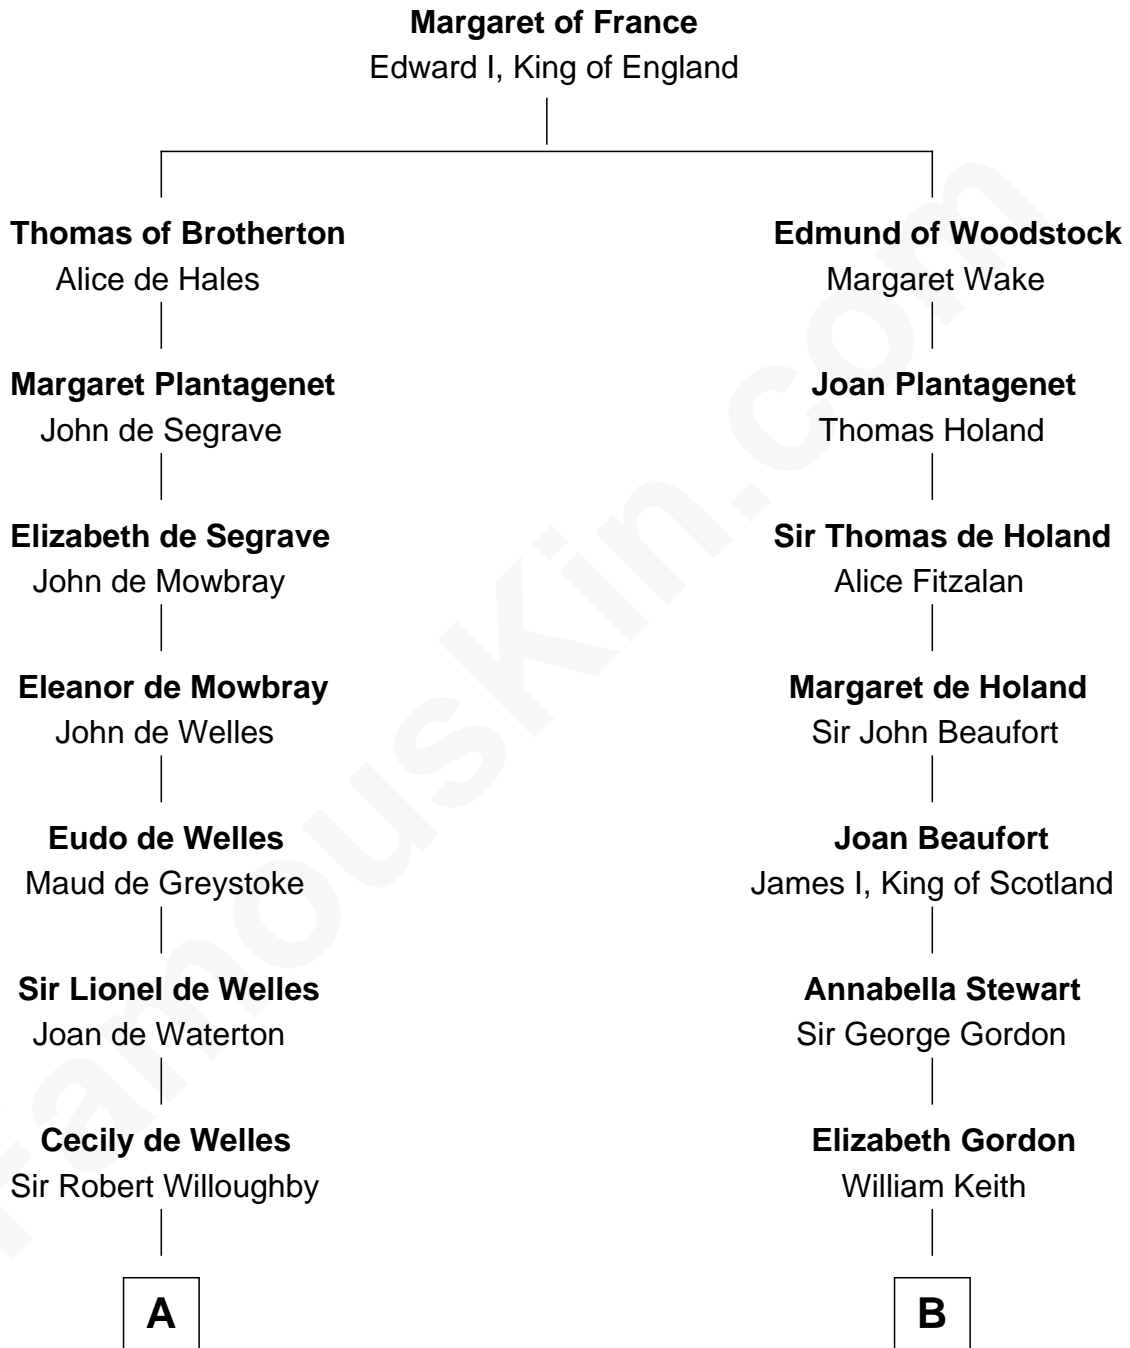 Margaret of France
Edward I, King of England
Thomas of Brotherton
Alice de Hales
Edmund of Woodstock
Margaret Wake
Margaret Plantagenet
John de Segrave
Joan Plantagenet
Thomas Holand
Elizabeth de Segrave
John de Mowbray
Sir Thomas de Holand
Alice Fitzalan
Eleanor de Mowbray
John de Welles
Margaret de Holand
Sir John Beaufort
Eudo de Welles
Maud de Greystoke
Joan Beaufort
James I, King of Scotland
Sir Lionel de Welles
Joan de Waterton
Annabella Stewart
Sir George Gordon
Cecily de Welles
Sir Robert Willoughby
Elizabeth Gordon
William Keith
A
B
FamousKin.com